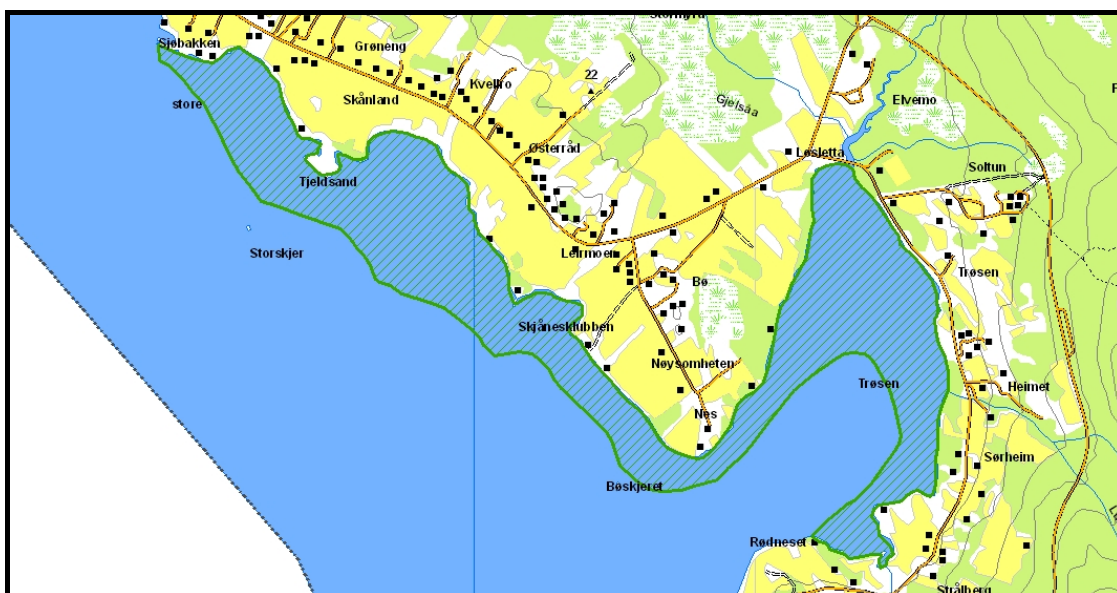 Sjøbakken
Grøneng
store
Skånland
Kvellro
22
Gjelsåa
Elvemo
Østerråd
Løsletta
Soltun
Tjeldsand
Storskjer
Leirmoen
Trøsen
Bø
Skjånesklubben
Nøysomheten
Trøsen
Heimet
Nes
Sørheim
Bøskjeret
Rødneset
Strålberg